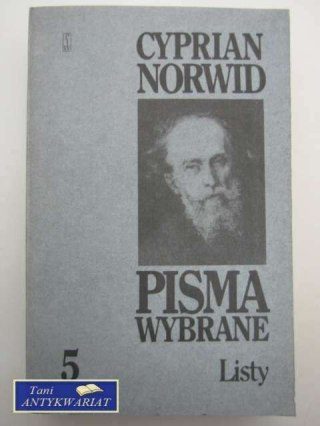 CYPRIAN
NORWID
PISMA
WYBRANE
5
Listy
Tani
ANTYKWARIAT